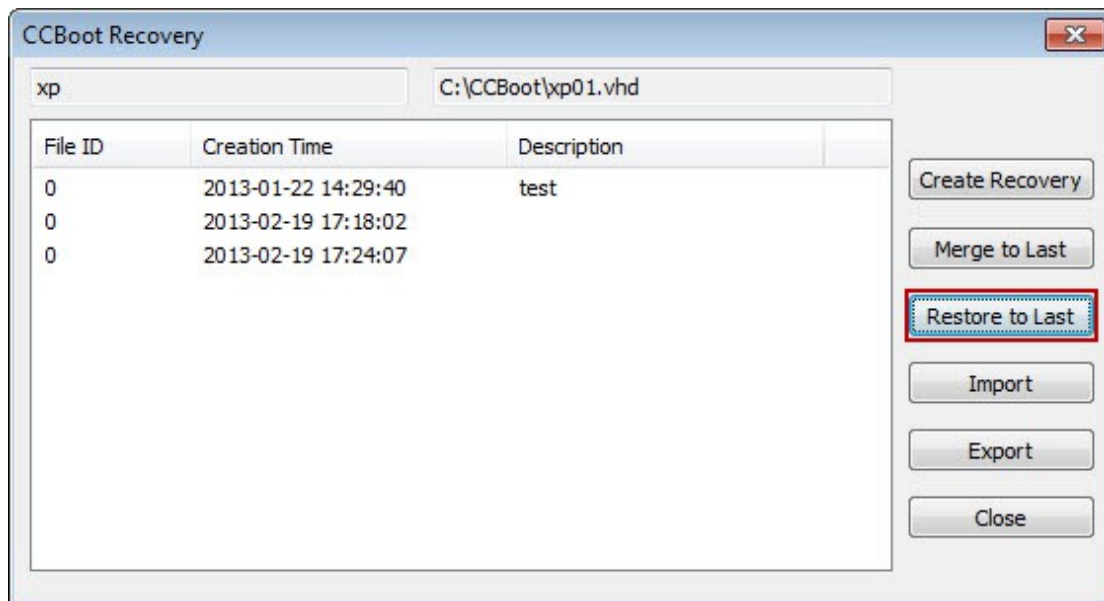 CCBoot Recovery
xp C:\CCBoot\xp01.vhd
File ID Creation Time Description
0 2013-01-22 14:29:40 test
0 2013-02-19 17:18:02
0 2013-02-19 17:24:07
Create Recovery
Merge to Last
Restore to Last
Import
Export
Close